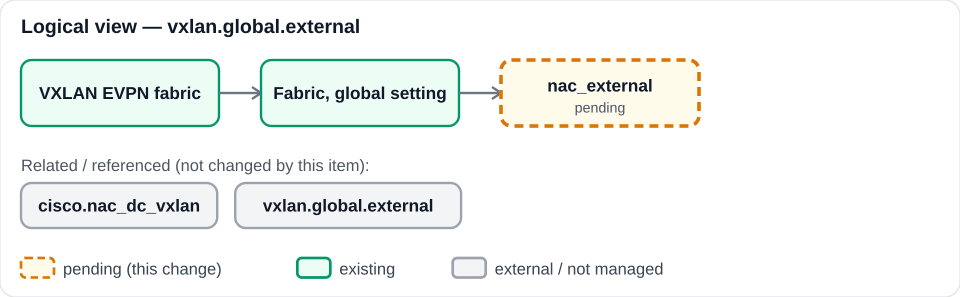 Logical view — vxlan.global.external
VXLAN EVPN fabric
Fabric, global setting
nac_external
pending
Related / referenced (not changed by this item):
cisco.nac_dc_vxlan
vxlan.global.external
pending (this change)
existing
external / not managed